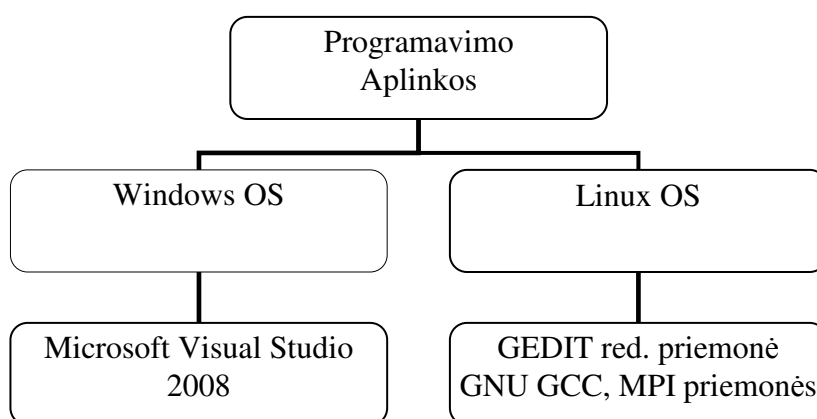 Programavimo
Aplinkos
Windows OS
Linux OS
Microsoft Visual Studio
2008
GEDIT red. priemonė
GNU GCC, MPI priemonės